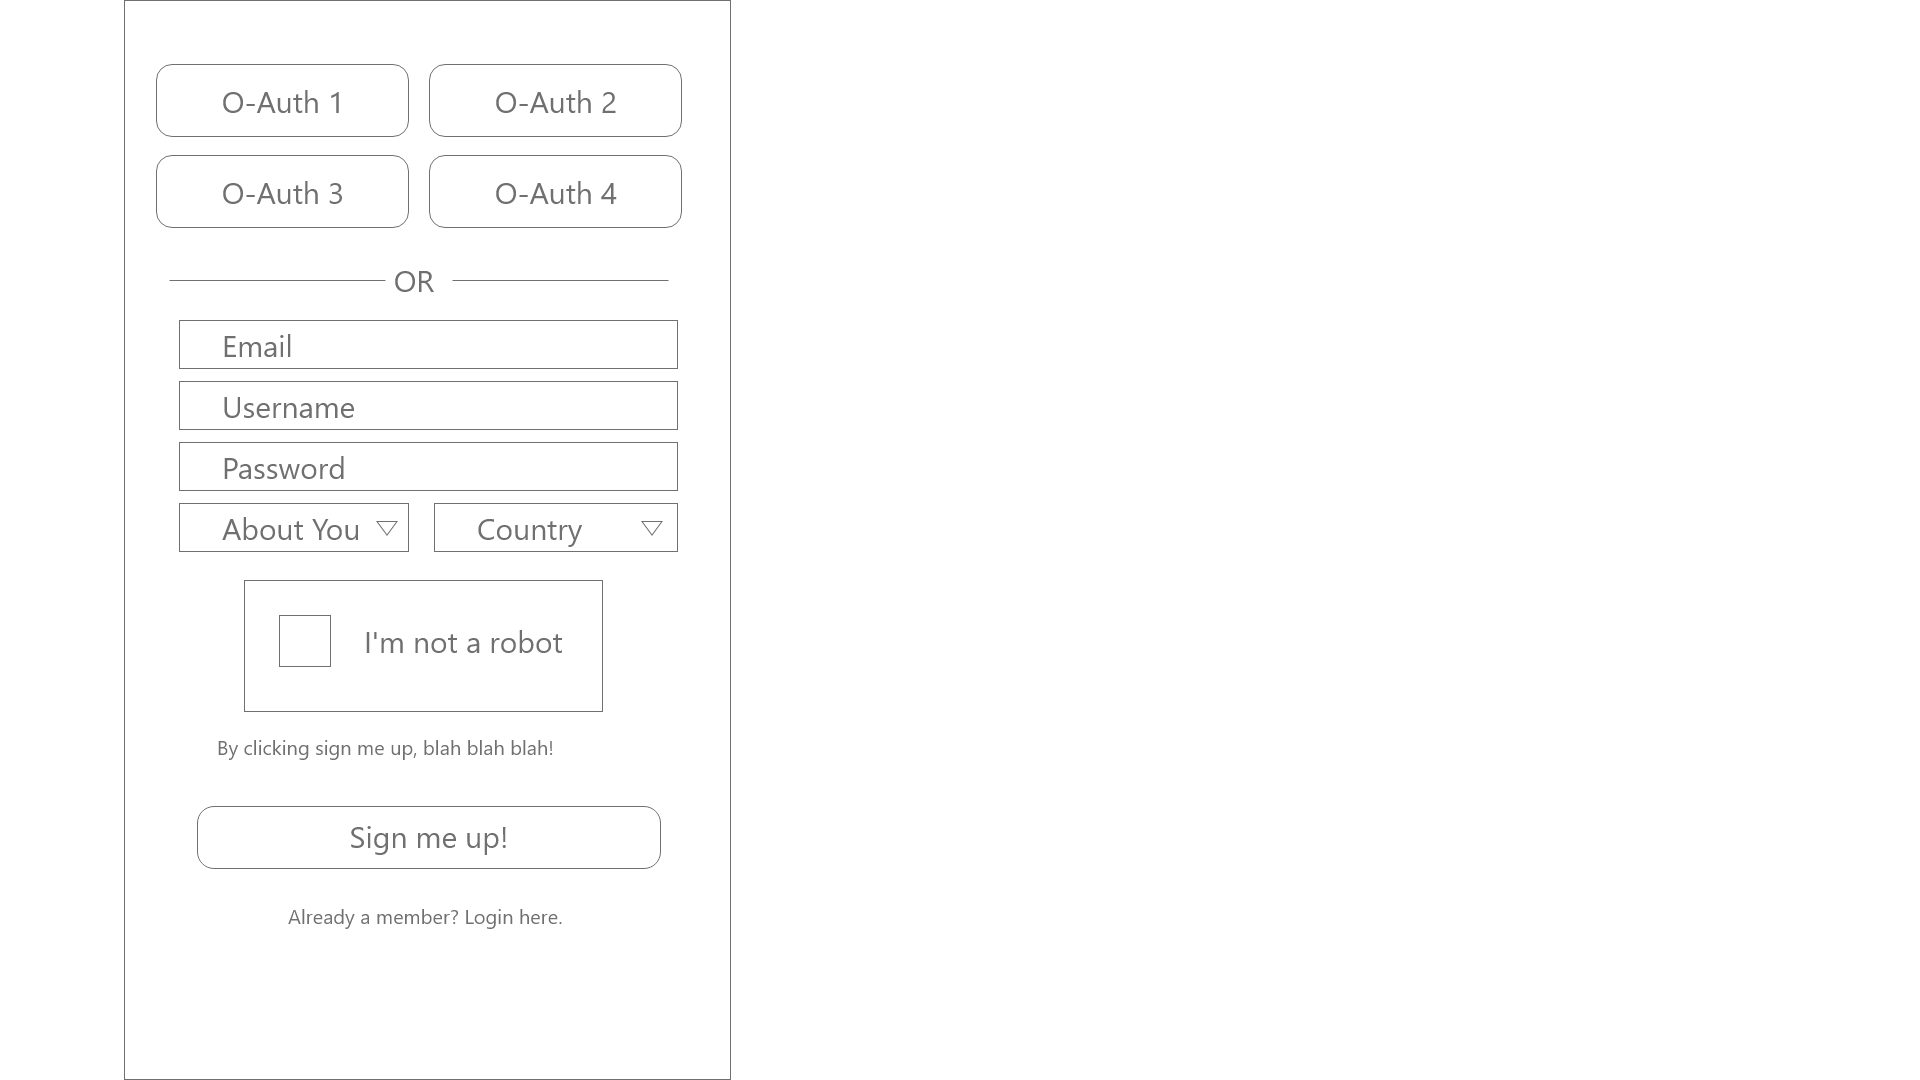 O-Auth 1 O-Auth 2
O-Auth 3 O-Auth 4
OR
Email
Username
Password
About You Country
I'm not a robot
By clicking sign me up, blah blah blah!
Sign me up!
Already a member? Login here.